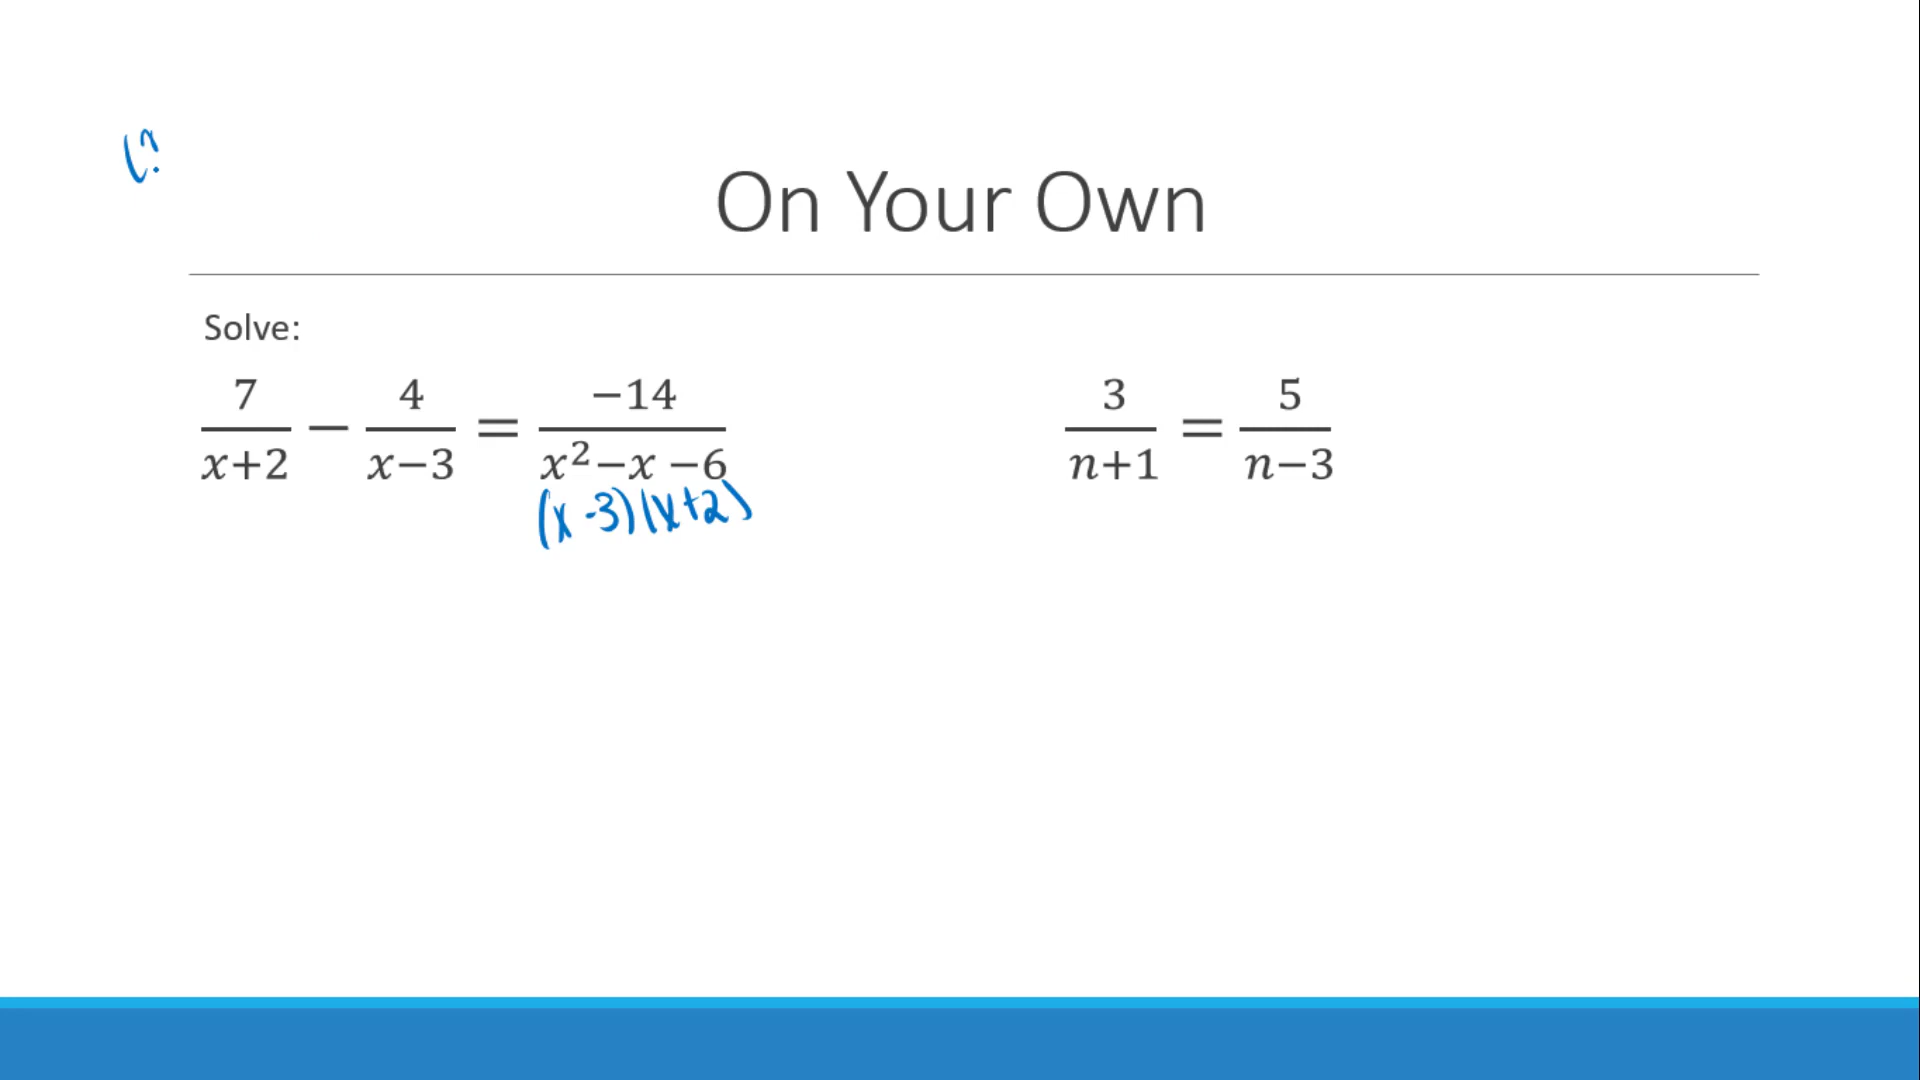 On Your Own
Solve:
7/(x+2) − 4/(x−3) = −14/(x²−x −6)
(x -3)(x+2)
3/(n+1) = 5/(n−3)